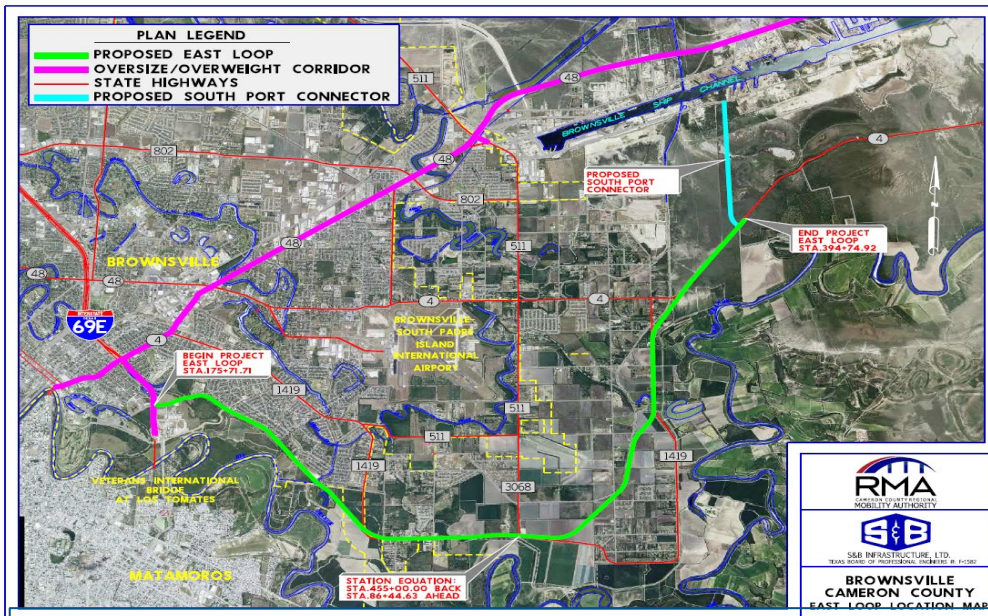 PLAN LEGEND
PROPOSED EAST LOOP
OVERSIZE/OVERWEIGHT CORRIDOR
STATE HIGHWAYS
PROPOSED SOUTH PORT CONNECTOR
511
48
BROWNSVILLE SHIP CHANNEL
4
802
48
PROPOSED
SOUTH PORT
CONNECTOR
802
END PROJECT
EAST LOOP
STA.394+74.92
48
511
BROWNSVILLE
48
48
INTERSTATE
69E
4
4
BROWNSVILLE-
SOUTH PADRE
ISLAND
INTERNATIONAL
AIRPORT
4
BEGIN PROJECT
EAST LOOP
STA.175+71.71
1419
511
511
1419
1419
3068
VETERANS INTERNATIONAL
BRIDGE
AT LOS TOMATES
MATAMOROS
STATION EQUATION:
STA.455+00.00 BACK
STA.86+44.63 AHEAD
RMA
CAMERON COUNTY REGIONAL
MOBILITY AUTHORITY
S&B
S&B INFRASTRUCTURE, LTD.
TEXAS BOARD OF PROFESSIONAL ENGINEERS #: F-1582
BROWNSVILLE
CAMERON COUNTY
EAST LOOP LOCATION MAP